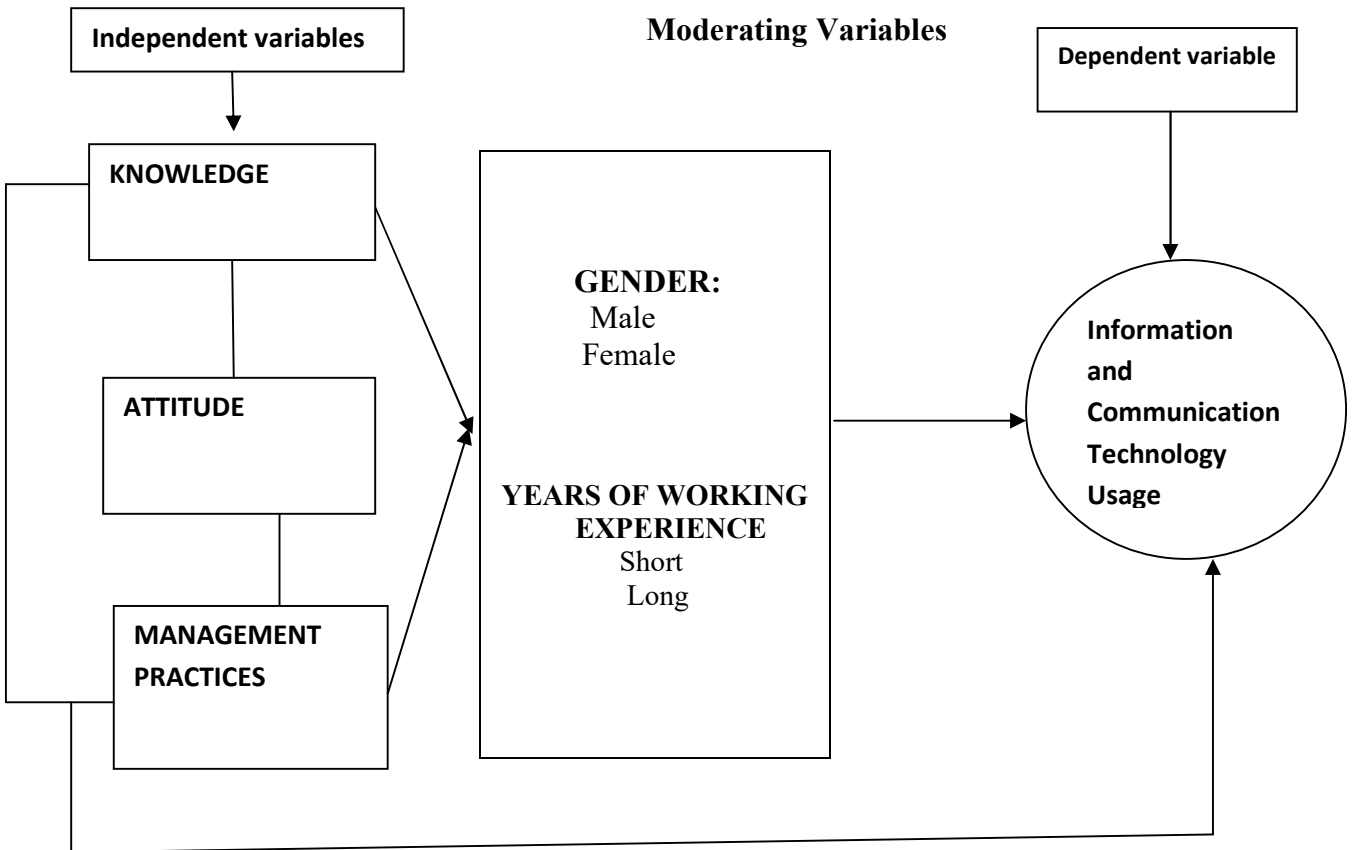 Independent variables
Moderating Variables
Dependent variable
KNOWLEDGE
ATTITUDE
MANAGEMENT
PRACTICES
GENDER:
Male
Female
YEARS OF WORKING
EXPERIENCE
Short
Long
Information
and
Communication
Technology
Usage